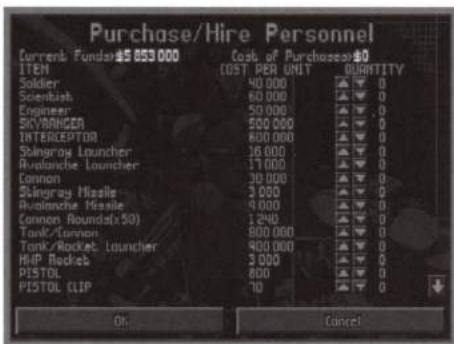 Purchase/Hire Personnel
Current Funds>$5 853 000 Cost of Purchases>$0
ITEM COST PER UNIT QUANTITY
Soldier 40 000 0
Scientist 60 000 0
Engineer 50 000 0
SKYRANGER 500 000 0
INTERCEPTOR 600 000 0
Stingray Launcher 16 000 0
Avalanche Launcher 17 000 0
Cannon 30 000 0
Stingray Missile 3 000 0
Avalanche Missile 9 000 0
Cannon Rounds(x50) 1 240 0
Tank/Cannon 800 000 0
Tank/Rocket Launcher 900 000 0
HWP Rocket 3 000 0
PISTOL 800 0
PISTOL CLIP 70 0
OK Cancel